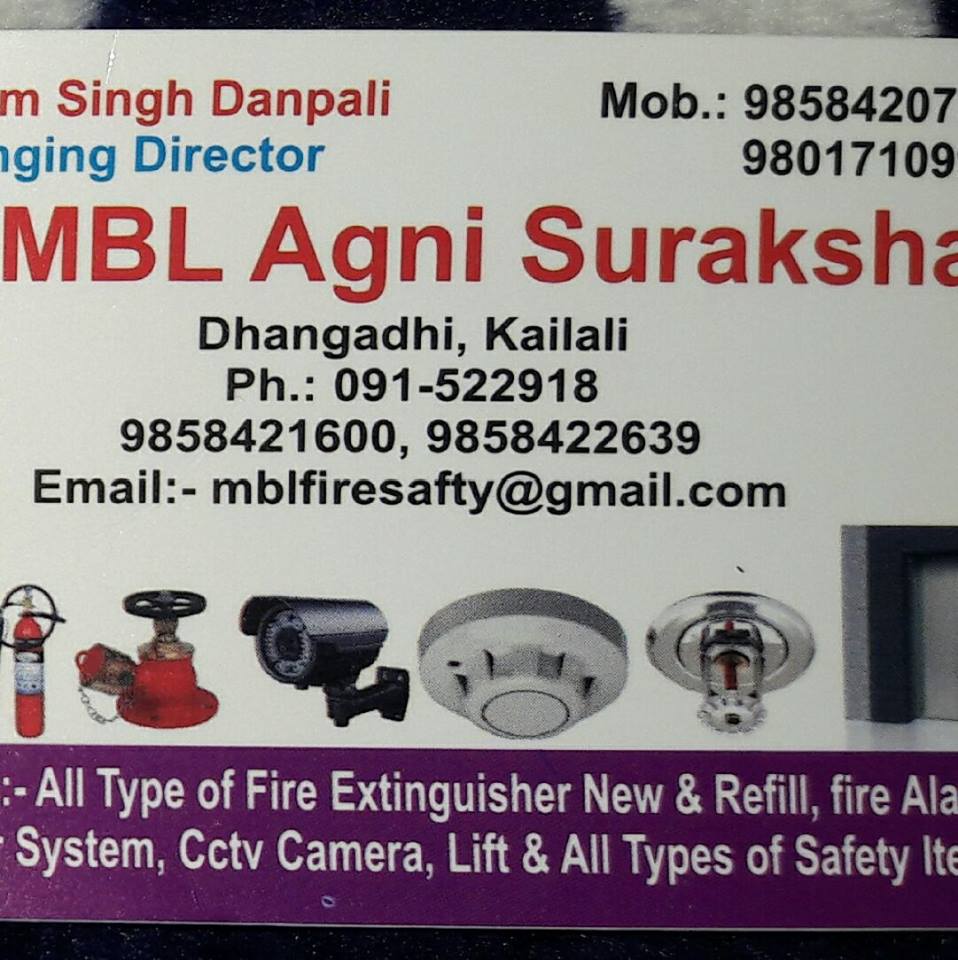 m Singh Danpali
Mob.: 98584207
nging Director
98017109
MBL Agni Suraksha
Dhangadhi, Kailali
Ph.: 091-522918
9858421600, 9858422639
Email:- mblfiresafty@gmail.com
:- All Type of Fire Extinguisher New & Refill, fire Ala
System, Cctv Camera, Lift & All Types of Safety Ite